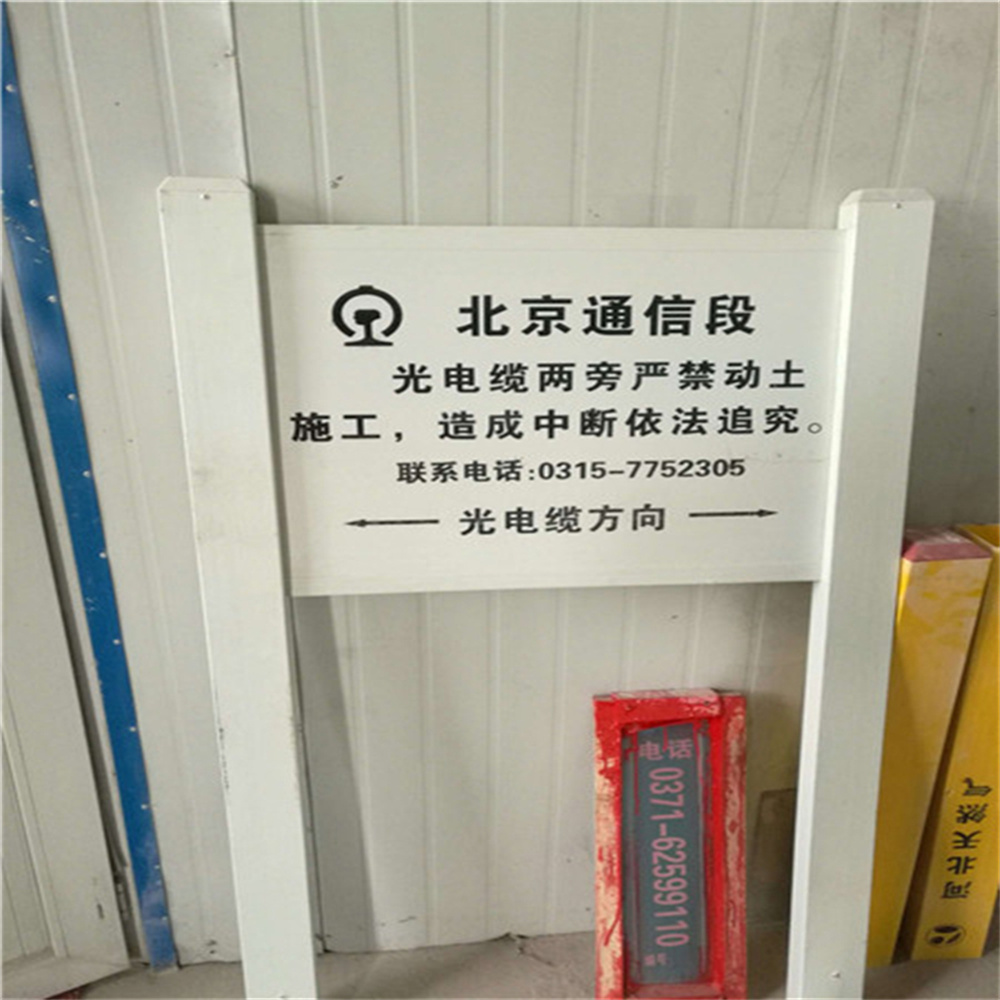 北京通信段
光电缆两旁严禁动土
施工，造成中断依法追究。
联系电话:0315-7752305
光电缆方向
电话
0371-62599110
编号
河北天然气